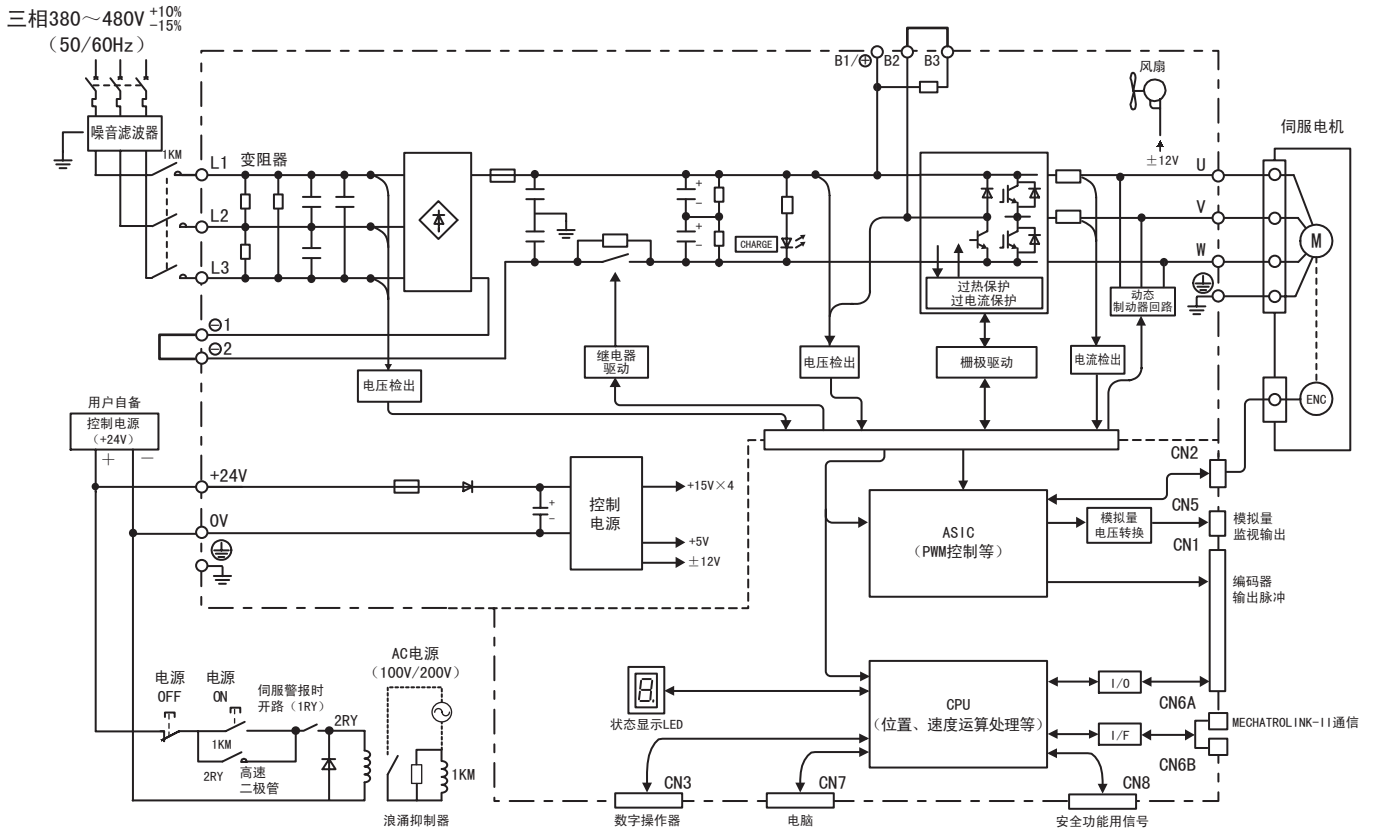 三相380～480V +10% -15%
（50/60Hz）
噪音滤波器
1KM
L1
变阻器
L2
L3
⊖1
⊖2
B1/⊕ B2 B3
风扇
±12V
伺服电机
U
V
W
M
ENC
CHARGE
+
-
+
-
过热保护
过电流保护
动态
制动器回路
继电器
驱动
电压检出
电压检出
栅极驱动
电流检出
用户自备
控制电源
（+24V）
+ －
+24V
0V
+
-
控制
电源
+15V×4
+5V
±12V
ASIC
（PWM控制等）
模拟量
电压转换
CN2
CN5
模拟量
监视输出
CN1
编码器
输出脉冲
CPU
（位置、速度运算处理等）
I/O
I/F
CN6A
MECHATROLINK-II通信
CN6B
状态显示LED
CN3
数字操作器
CN7
电脑
CN8
安全功能用信号
电源
OFF
电源
ON
伺服警报时
开路（1RY）
2RY
1KM
2RY
高速
二极管
AC电源
（100V/200V）
1KM
浪涌抑制器